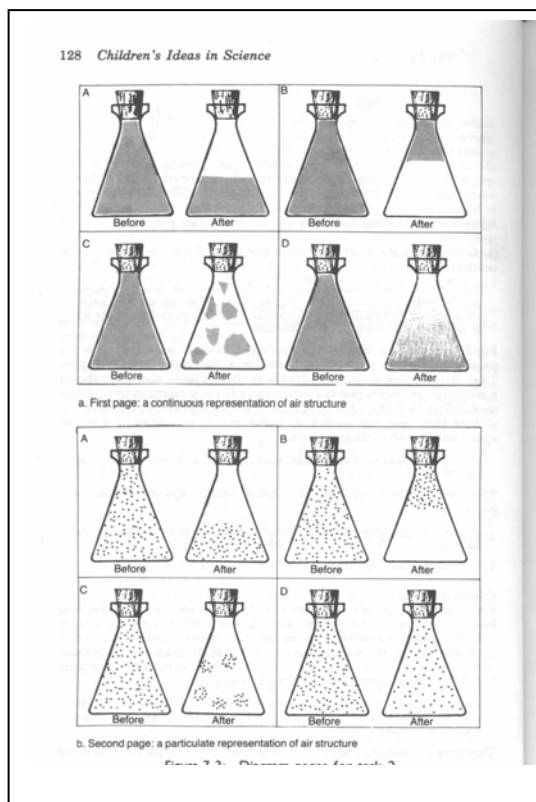 128 Children's Ideas in Science
A B
Before After Before After
C D
Before After Before After
a. First page: a continuous representation of air structure
A B
Before After Before After
C D
Before After Before After
b. Second page: a particulate representation of air structure